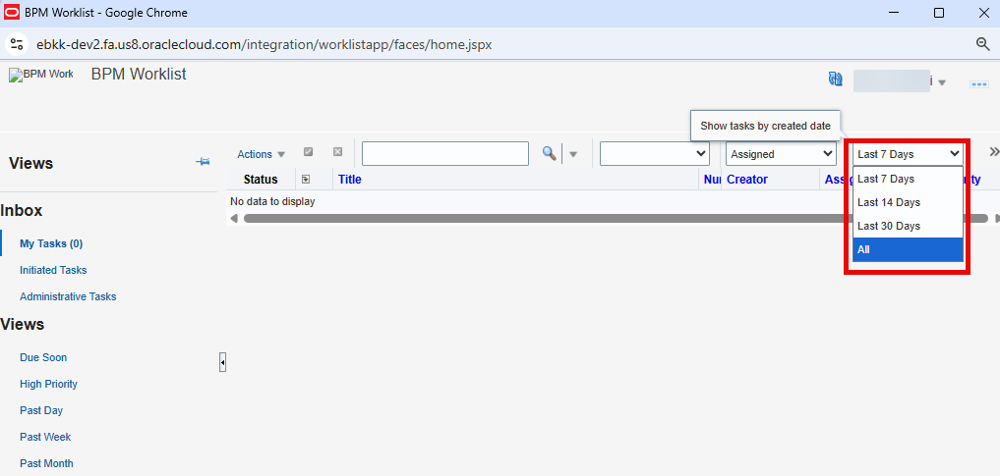 BPM Worklist - Google Chrome
ebkk-dev2.fa.us8.oraclecloud.com/integration/worklistapp/faces/home.jspx
BPM Work
BPM Worklist
Show tasks by created date
Views
Actions
Assigned
Last 7 Days
Status
Title
Nur
Creator
Assig
ty
Last 7 Days
Last 14 Days
Last 30 Days
All
No data to display
Inbox
My Tasks (0)
Initiated Tasks
Administrative Tasks
Views
Due Soon
High Priority
Past Day
Past Week
Past Month